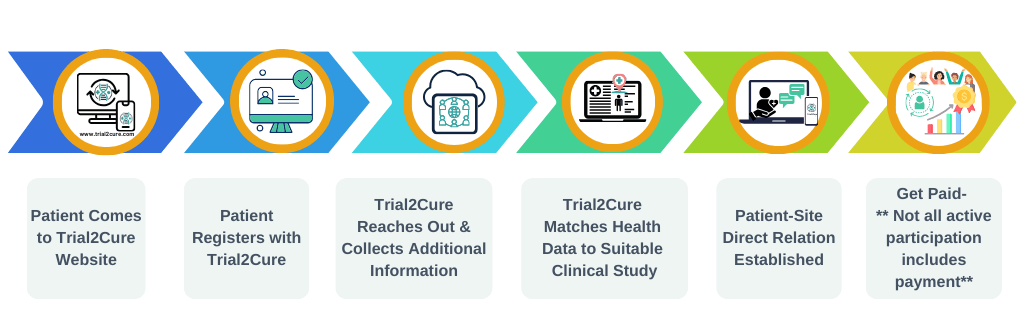 www.trial2cure.com
Patient Comes
to Trial2Cure
Website
Patient
Registers with
Trial2Cure
Trial2Cure
Reaches Out &
Collects Additional
Information
Trial2Cure
Matches Health
Data to Suitable
Clinical Study
Patient-Site
Direct Relation
Established
Get Paid-
** Not all active
participation
includes
payment**